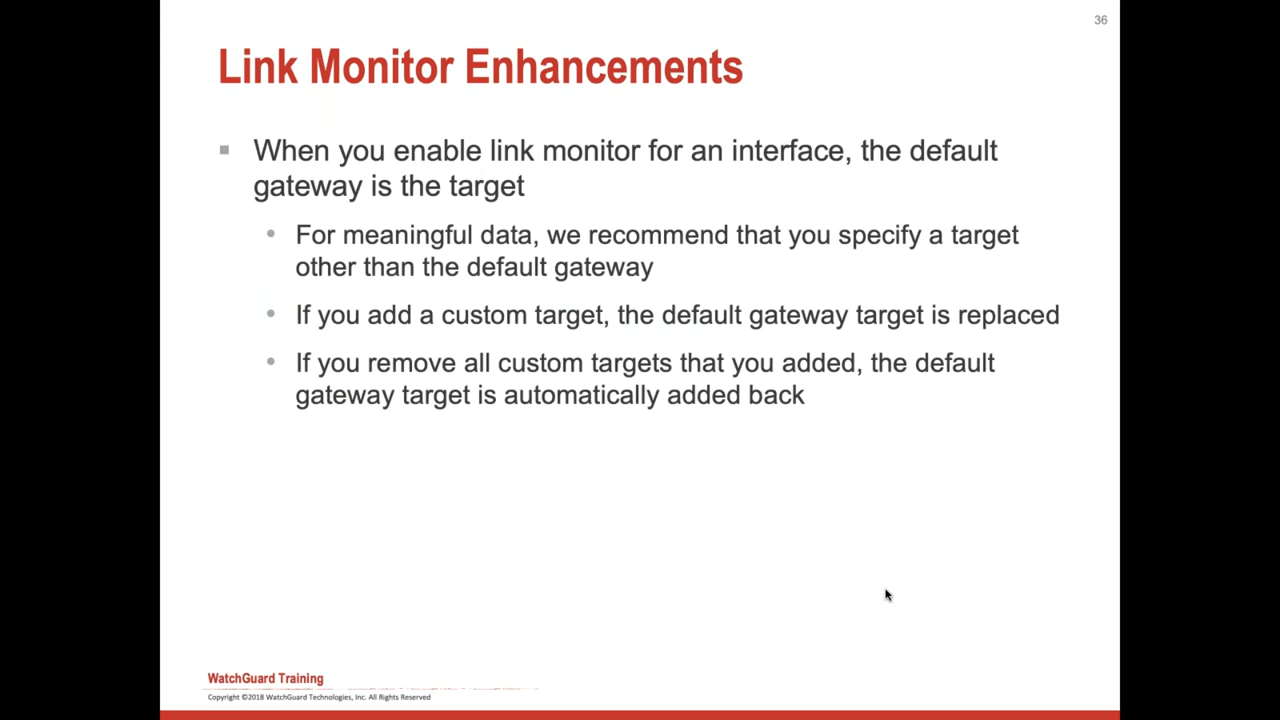 36
Link Monitor Enhancements
When you enable link monitor for an interface, the default
gateway is the target
For meaningful data, we recommend that you specify a target
other than the default gateway
If you add a custom target, the default gateway target is replaced
If you remove all custom targets that you added, the default
gateway target is automatically added back
WatchGuard Training
Copyright ©2018 WatchGuard Technologies, Inc. All Rights Reserved